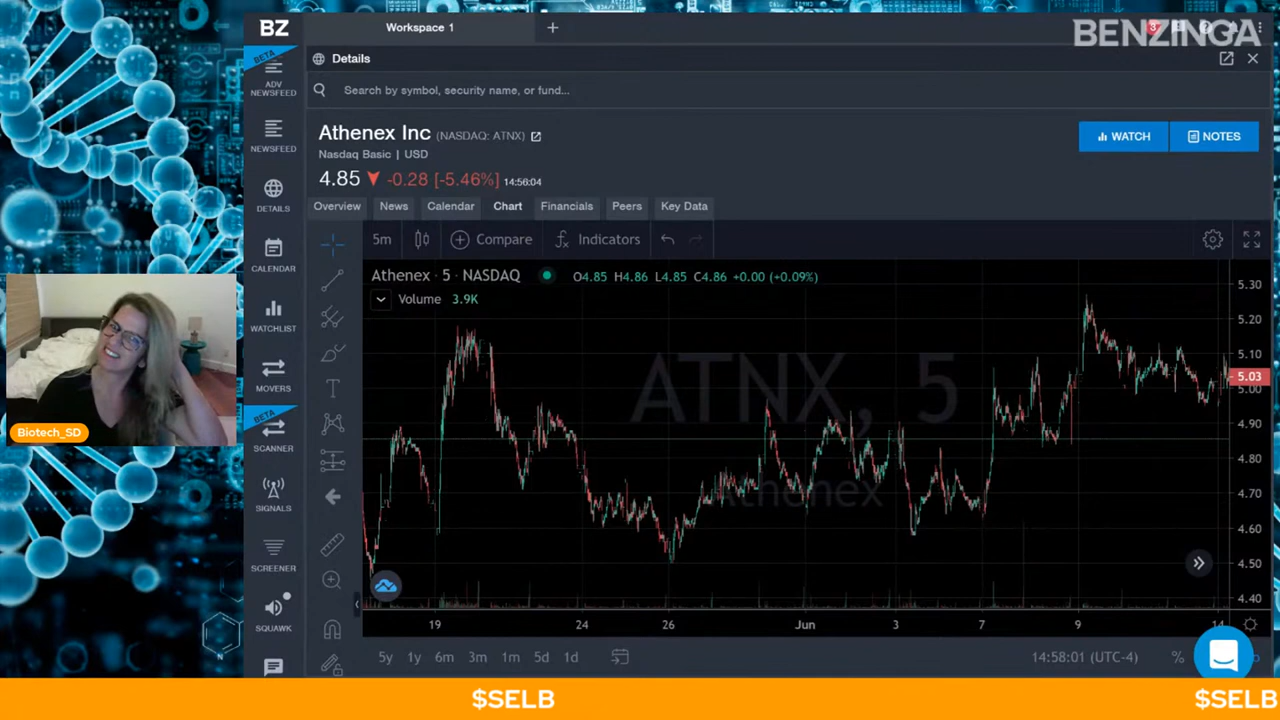 BZ
Workspace 1
BENZINGA
BETA
ADV
NEWSFEED
NEWSFEED
DETAILS
CALENDAR
WATCHLIST
MOVERS
BETA
SCANNER
SIGNALS
SCREENER
SQUAWK
Details
Search by symbol, security name, or fund...
Athenex Inc (NASDAQ: ATNX)
WATCH
NOTES
Nasdaq Basic | USD
4.85 -0.28 [-5.46%] 14:56:04
Overview News Calendar Chart Financials Peers Key Data
5m Compare Indicators
Athenex · 5 · NASDAQ O4.85 H4.86 L4.85 C4.86 +0.00 (+0.09%)
Volume 3.9K
ATNX, 5
Athenex
5.30
5.20
5.10
5.03
5.00
4.90
4.80
4.70
4.60
4.50
4.40
19 24 26 Jun 3 7 9 14
5y 1y 6m 3m 1m 5d 1d
14:58:01 (UTC-4) %
Biotech_SD
$SELB $SELB